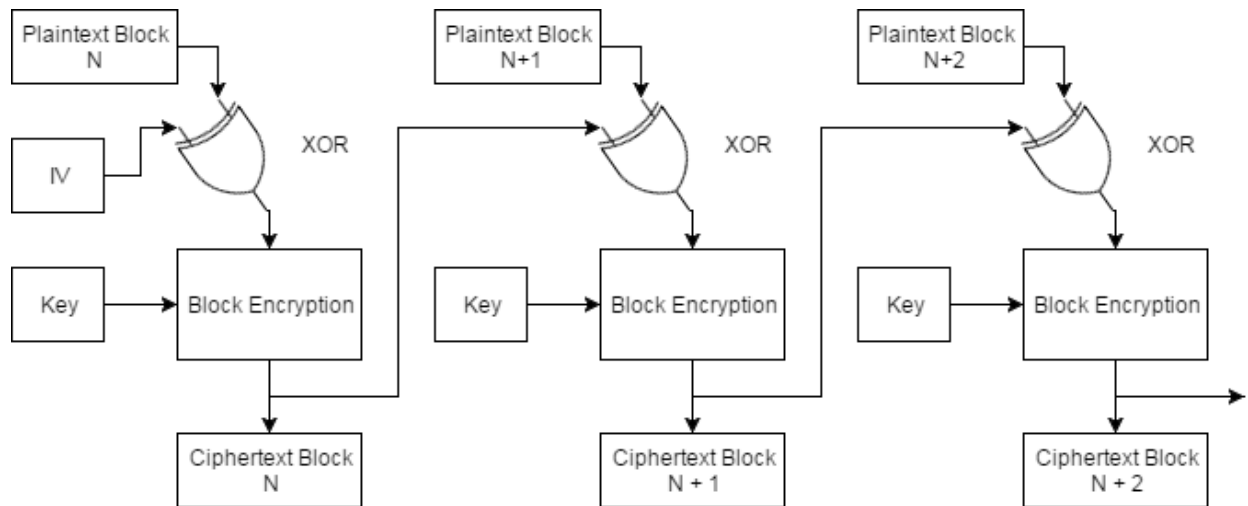 Plaintext Block
N
Plaintext Block
N+1
Plaintext Block
N+2
XOR
XOR
XOR
IV
Key
Block Encryption
Key
Block Encryption
Key
Block Encryption
Ciphertext Block
N
Ciphertext Block
N + 1
Ciphertext Block
N + 2